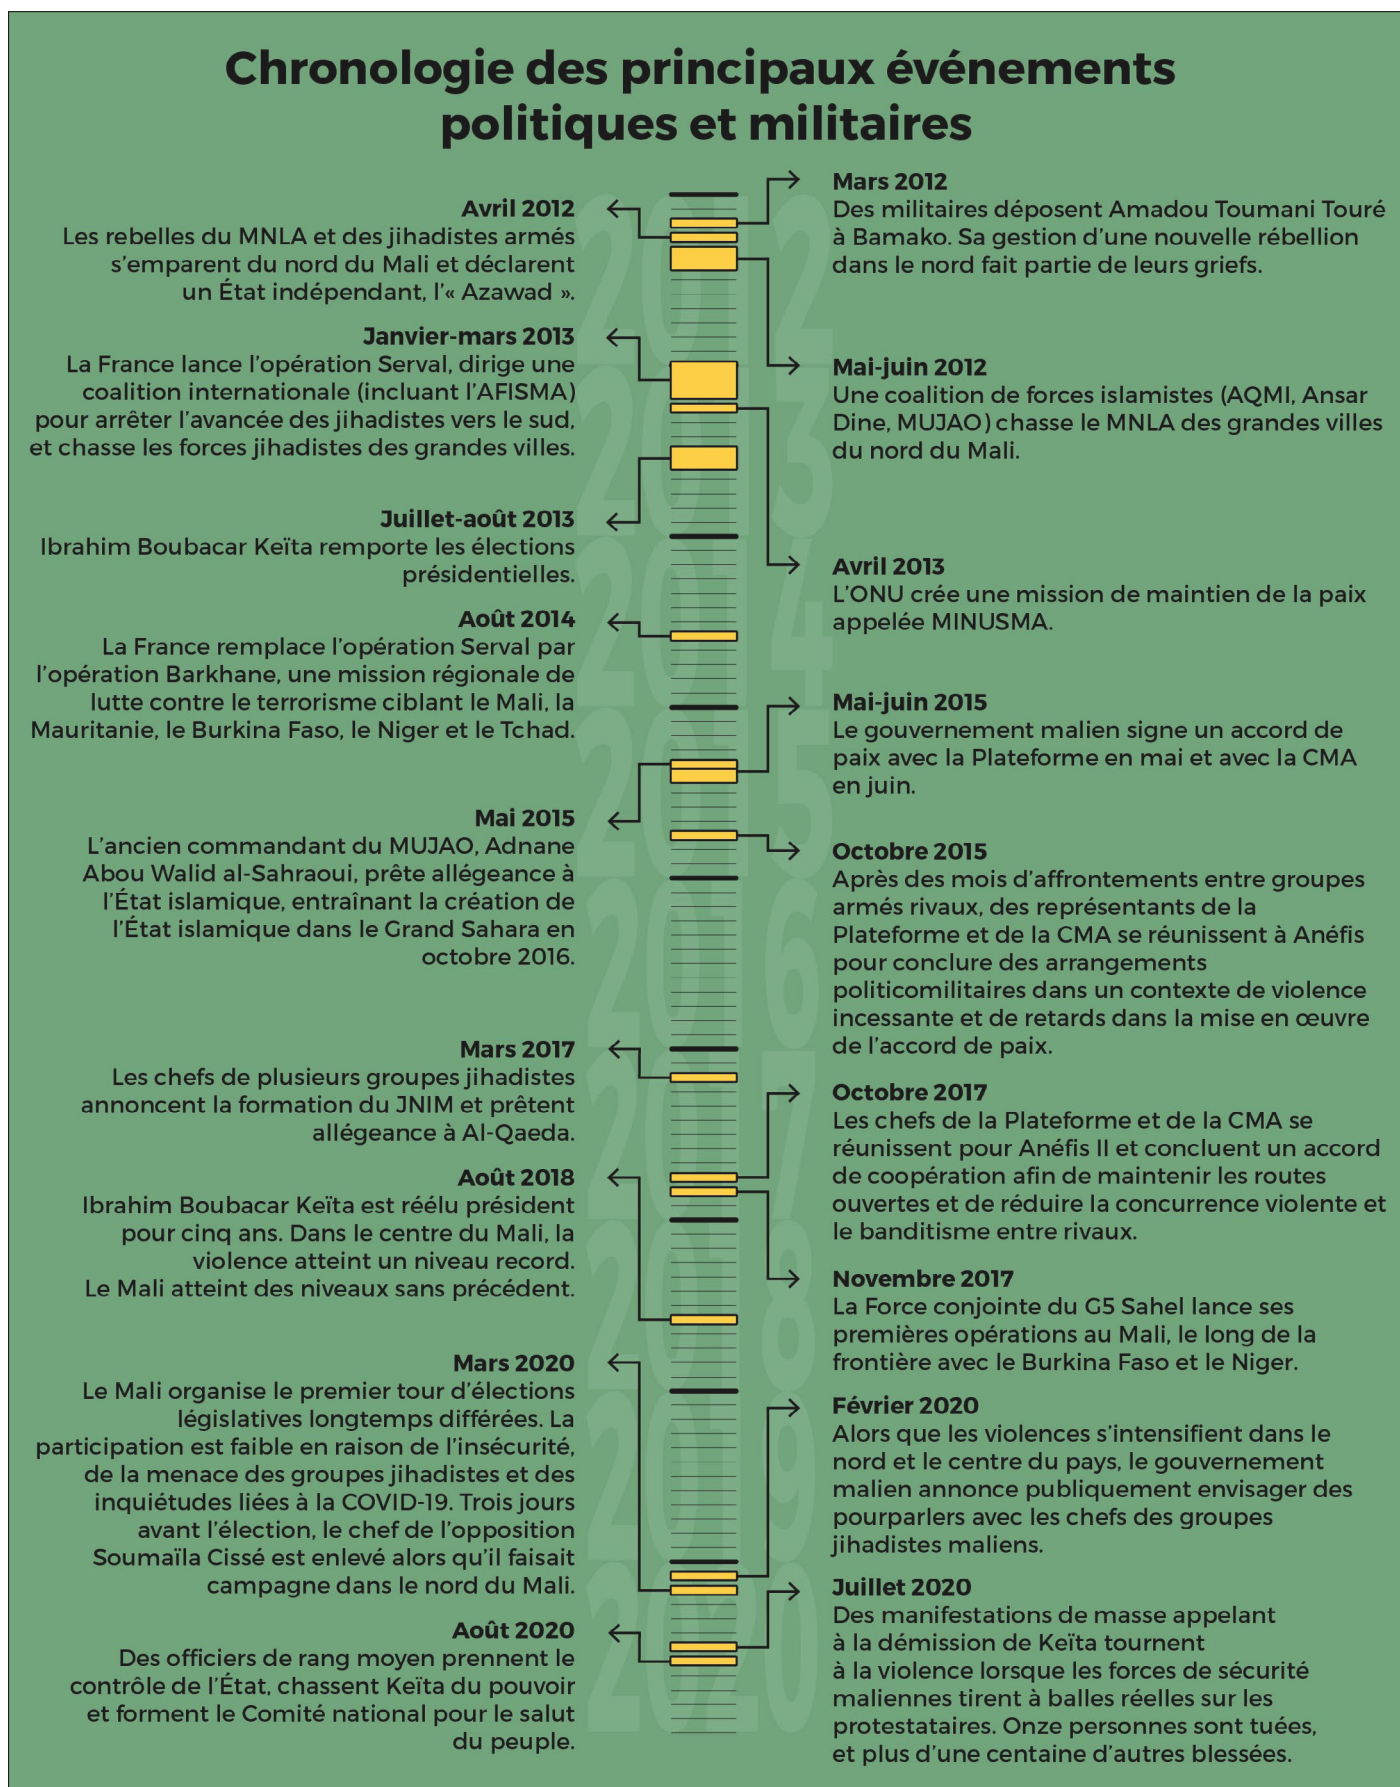 Chronologie des principaux événements
politiques et militaires
Mars 2012
Des militaires déposent Amadou Toumani Touré
à Bamako. Sa gestion d’une nouvelle rébellion
dans le nord fait partie de leurs griefs.
Avril 2012
Les rebelles du MNLA et des jihadistes armés
s’emparent du nord du Mali et déclarent
un État indépendant, l’« Azawad ».
2012
Mai-juin 2012
Une coalition de forces islamistes (AQMI, Ansar
Dine, MUJAO) chasse le MNLA des grandes villes
du nord du Mali.
Janvier-mars 2013
La France lance l’opération Serval, dirige une
coalition internationale (incluant l’AFISMA)
pour arrêter l’avancée des jihadistes vers le sud,
et chasse les forces jihadistes des grandes villes.
2013
Avril 2013
L’ONU crée une mission de maintien de la paix
appelée MINUSMA.
Juillet-août 2013
Ibrahim Boubacar Keïta remporte les élections
présidentielles.
2014
Août 2014
La France remplace l’opération Serval par
l’opération Barkhane, une mission régionale de
lutte contre le terrorisme ciblant le Mali, la
Mauritanie, le Burkina Faso, le Niger et le Tchad.
2015
Mai-juin 2015
Le gouvernement malien signe un accord de
paix avec la Plateforme en mai et avec la CMA
en juin.
Mai 2015
L’ancien commandant du MUJAO, Adnane
Abou Walid al-Sahraoui, prête allégeance à
l’État islamique, entraînant la création de
l’État islamique dans le Grand Sahara en
octobre 2016.
Octobre 2015
Après des mois d’affrontements entre groupes
armés rivaux, des représentants de la
Plateforme et de la CMA se réunissent à Anéfis
pour conclure des arrangements
politicomilitaires dans un contexte de violence
incessante et de retards dans la mise en œuvre
de l’accord de paix.
2016
Mars 2017
Les chefs de plusieurs groupes jihadistes
annoncent la formation du JNIM et prêtent
allégeance à Al-Qaeda.
2017
Octobre 2017
Les chefs de la Plateforme et de la CMA se
réunissent pour Anéfis II et concluent un accord
de coopération afin de maintenir les routes
ouvertes et de réduire la concurrence violente et
le banditisme entre rivaux.
Novembre 2017
La Force conjointe du G5 Sahel lance ses
premières opérations au Mali, le long de la
frontière avec le Burkina Faso et le Niger.
Août 2018
Ibrahim Boubacar Keïta est réélu président
pour cinq ans. Dans le centre du Mali, la
violence atteint un niveau record.
Le Mali atteint des niveaux sans précédent.
2018
2019
Février 2020
Alors que les violences s’intensifient dans le
nord et le centre du pays, le gouvernement
malien annonce publiquement envisager des
pourparlers avec les chefs des groupes
jihadistes maliens.
Mars 2020
Le Mali organise le premier tour d’élections
législatives longtemps différées. La
participation est faible en raison de l’insécurité,
de la menace des groupes jihadistes et des
inquiétudes liées à la COVID-19. Trois jours
avant l’élection, le chef de l’opposition
Soumaïla Cissé est enlevé alors qu’il faisait
campagne dans le nord du Mali.
2020
Juillet 2020
Des manifestations de masse appelant
à la démission de Keïta tournent
à la violence lorsque les forces de sécurité
maliennes tirent à balles réelles sur les
protestataires. Onze personnes sont tuées,
et plus d’une centaine d’autres blessées.
Août 2020
Des officiers de rang moyen prennent le
contrôle de l’État, chassent Keïta du pouvoir
et forment le Comité national pour le salut
du peuple.